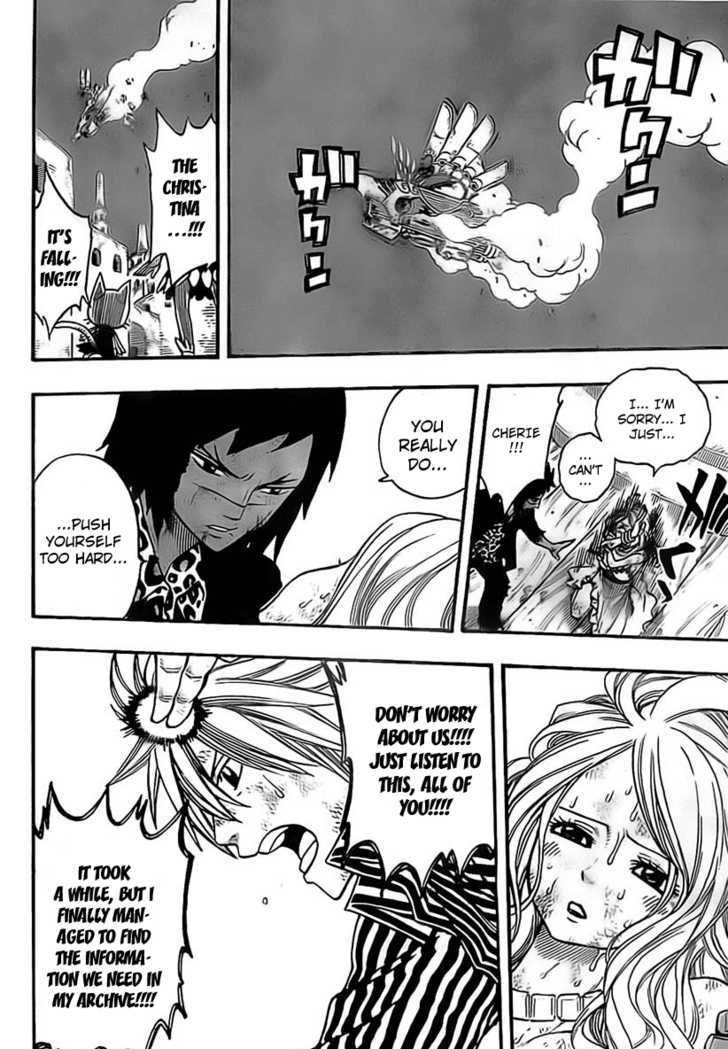 ガクン
ガクン
THE
CHRIS-
TINA
...!!!
IT'S
FALL-
ING!!!
I... I'M
SORRY... I
JUST...
...
CAN'T...
CHERIE
!!!
YOU
REALLY
DO...
...PUSH
YOURSELF
TOO HARD...
DON'T WORRY
ABOUT US!!!!
JUST LISTEN TO
THIS, ALL OF
YOU!!!!
IT TOOK
A WHILE, BUT I
FINALLY MAN-
AGED TO FIND
THE INFORMA-
TION WE NEED IN
MY ARCHIVE!!!!